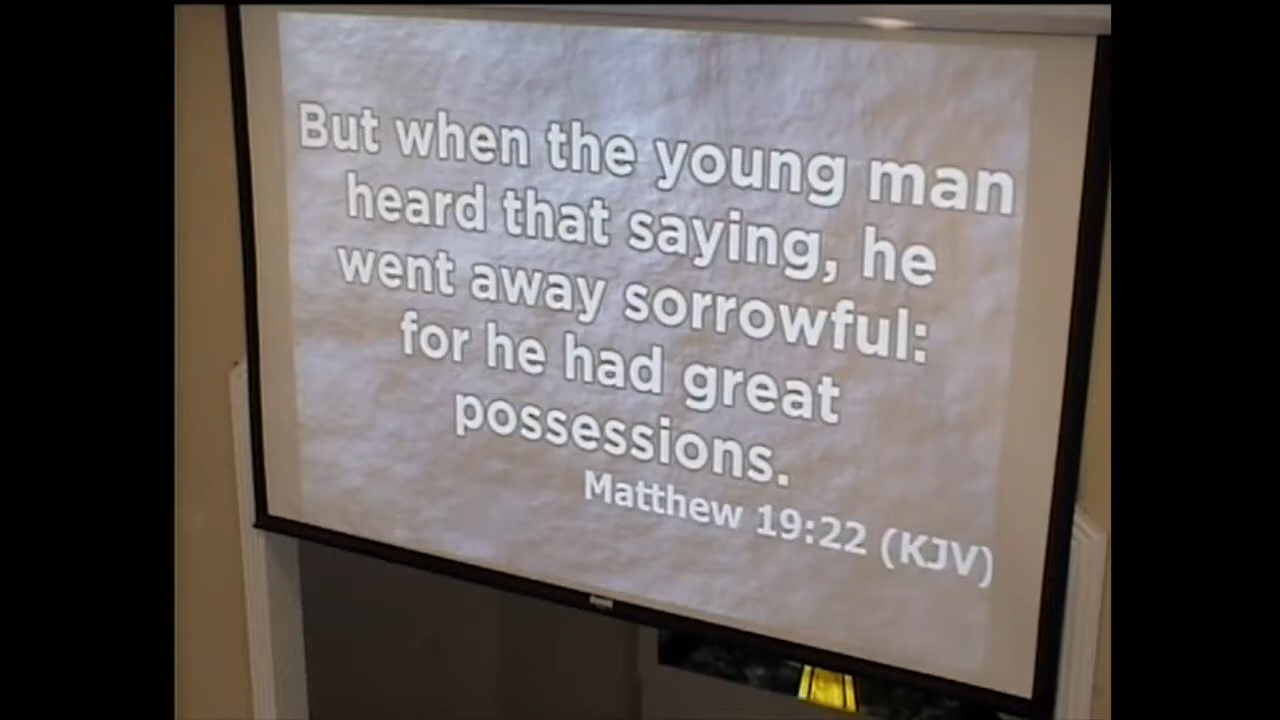 But when the young man
heard that saying, he
went away sorrowful:
for he had great
possessions.
Matthew 19:22 (KJV)